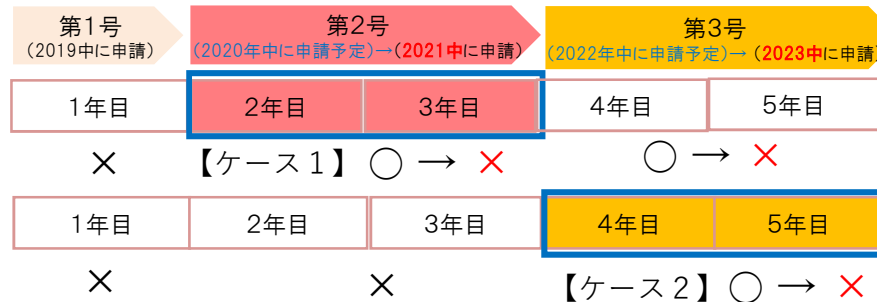 第1号 第2号 第3号
(2019中に申請) (2020年中に申請予定)→(2021中に申請) (2022年中に申請予定)→ (2023中に申請)
1年目 2年目 3年目 4年目 5年目
× 【ケース1】 ○ → × ○ → ×
1年目 2年目 3年目 4年目 5年目
× × 【ケース2】 ○ → ×